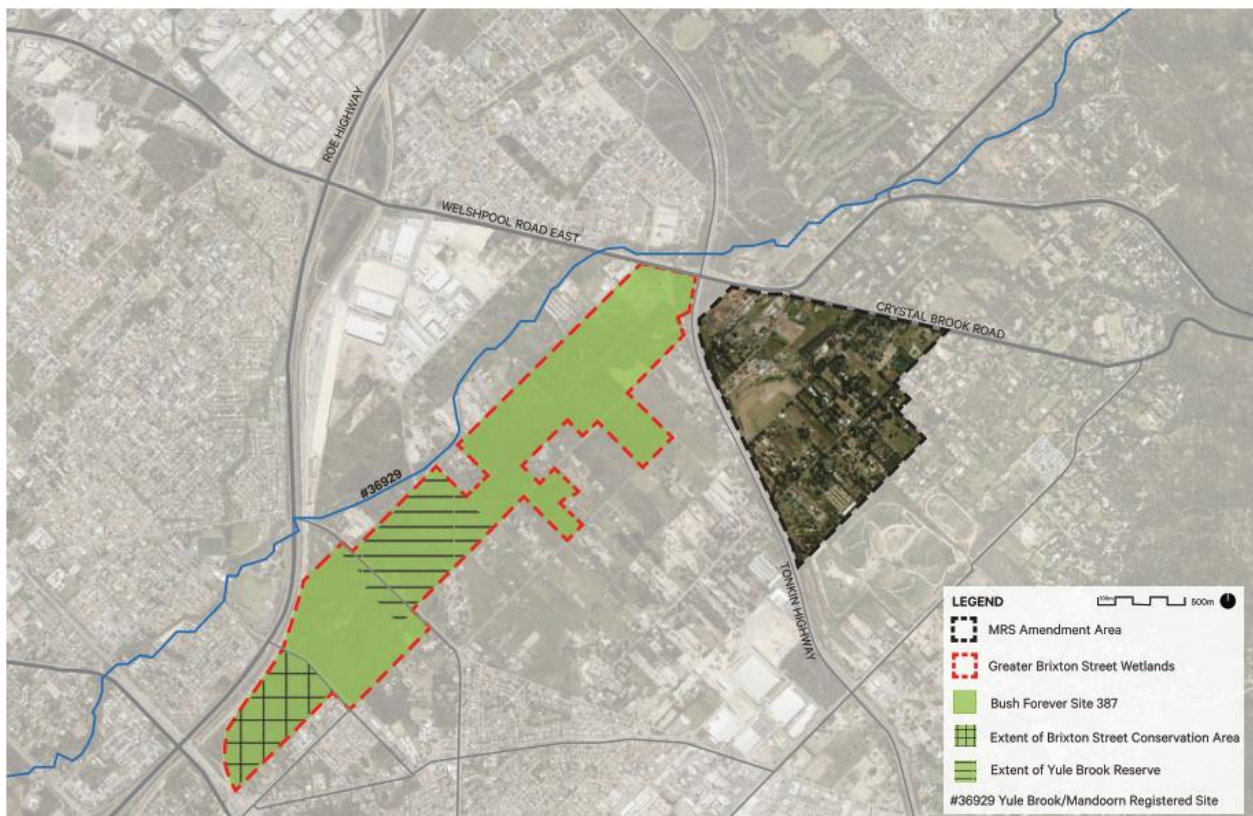 ROE HIGHWAY
WELSHPOOL ROAD EAST
CRYSTAL BROOK ROAD
#36929
TONKIN HIGHWAY
LEGEND
500m
MRS Amendment Area
Greater Brixton Street Wetlands
Bush Forever Site 387
Extent of Brixton Street Conservation Area
Extent of Yule Brook Reserve
#36929 Yule Brook/Mandoorn Registered Site